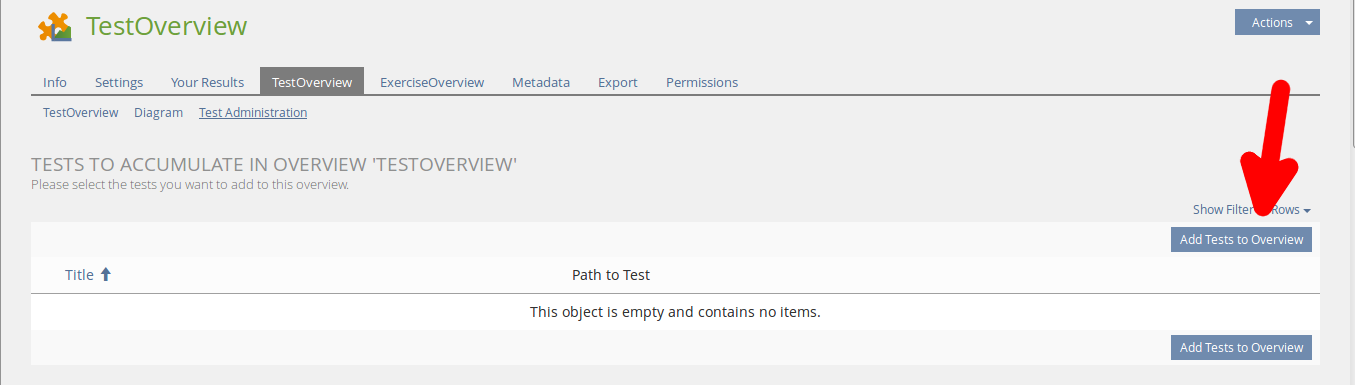 TestOverview
Actions
Info Settings Your Results TestOverview ExerciseOverview Metadata Export Permissions
TestOverview Diagram Test Administration
TESTS TO ACCUMULATE IN OVERVIEW 'TESTOVERVIEW'
Please select the tests you want to add to this overview.
Show Filter Rows
Add Tests to Overview
Title Path to Test
This object is empty and contains no items.
Add Tests to Overview